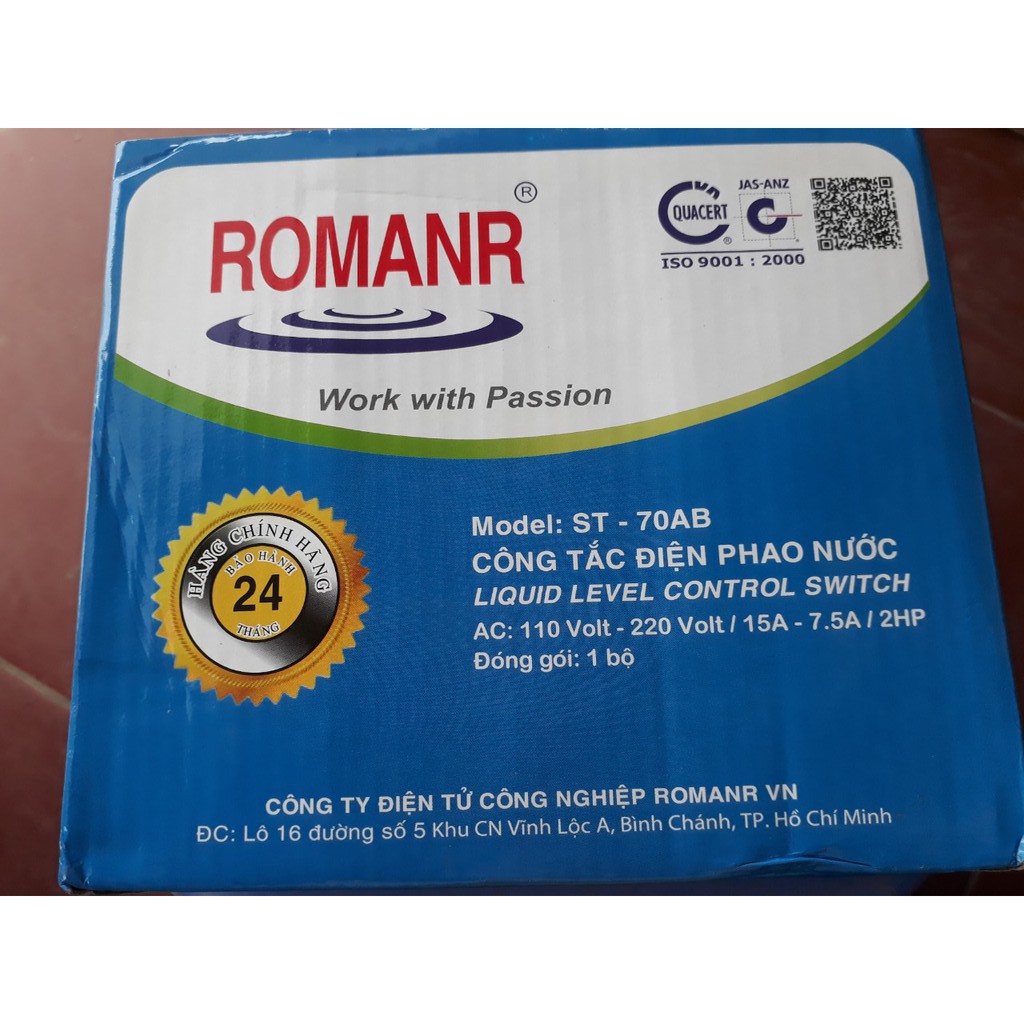 ROMANR®
Work with Passion
QUACERT
®
JAS-ANZ
ISO 9001 : 2000
HÀNG CHÍNH HÃNG
BẢO HÀNH
24
THÁNG
Model: ST - 70AB
CÔNG TẮC ĐIỆN PHAO NƯỚC
LIQUID LEVEL CONTROL SWITCH
AC: 110 Volt - 220 Volt / 15A - 7.5A / 2HP
Đóng gói: 1 bộ
CÔNG TY ĐIỆN TỬ CÔNG NGHIỆP ROMANR VN
ĐC: Lô 16 đường số 5 Khu CN Vĩnh Lộc A, Bình Chánh, TP. Hồ Chí Minh